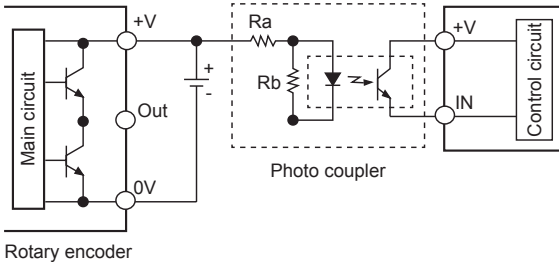 +V
Out
0V
Main circuit
Rotary encoder
+
-
Ra
Rb
Photo coupler
+V
IN
Control circuit